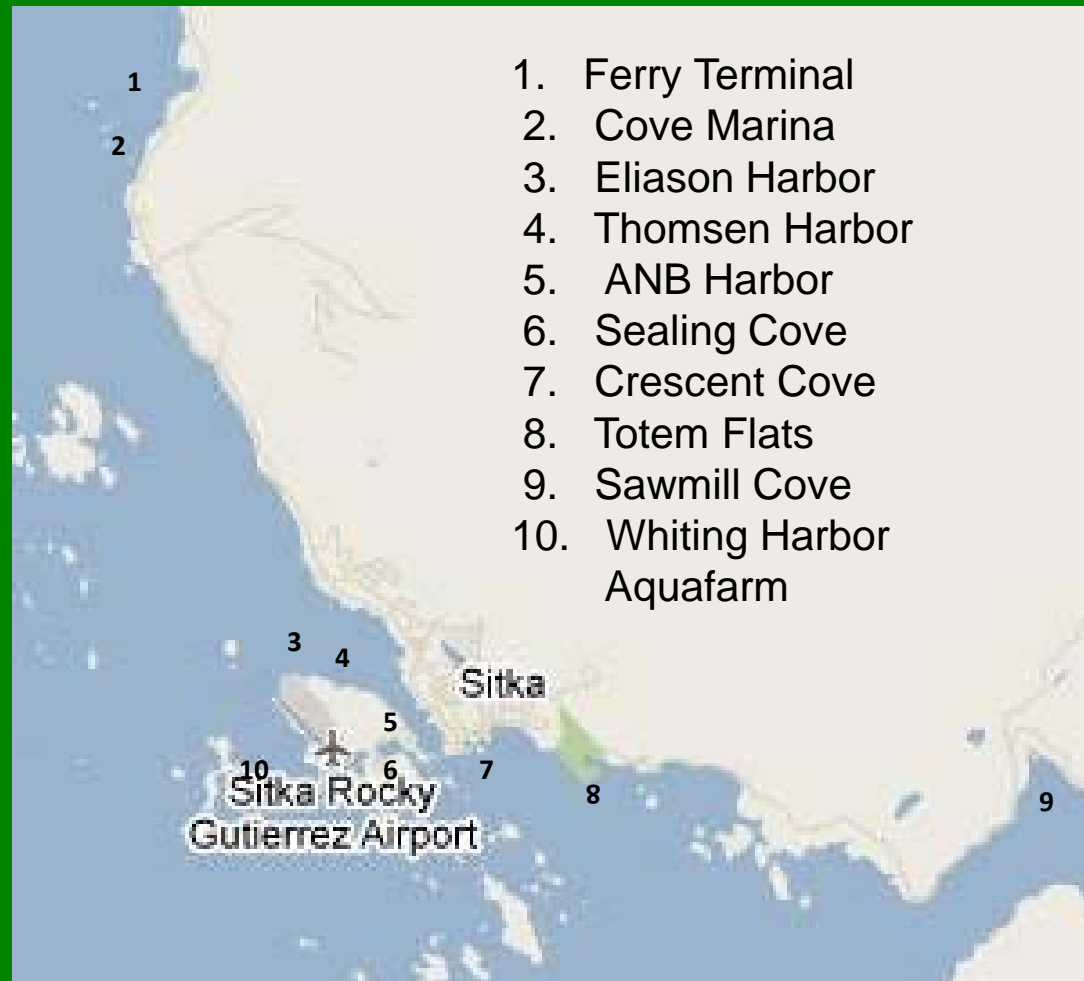 1. Ferry Terminal
2. Cove Marina
3. Eliason Harbor
4. Thomsen Harbor
5. ANB Harbor
6. Sealing Cove
7. Crescent Cove
8. Totem Flats
9. Sawmill Cove
10. Whiting Harbor
Aquafarm
1
2
3
4
Sitka
5
10
6
7
Sitka Rocky
8
9
Gutierrez Airport